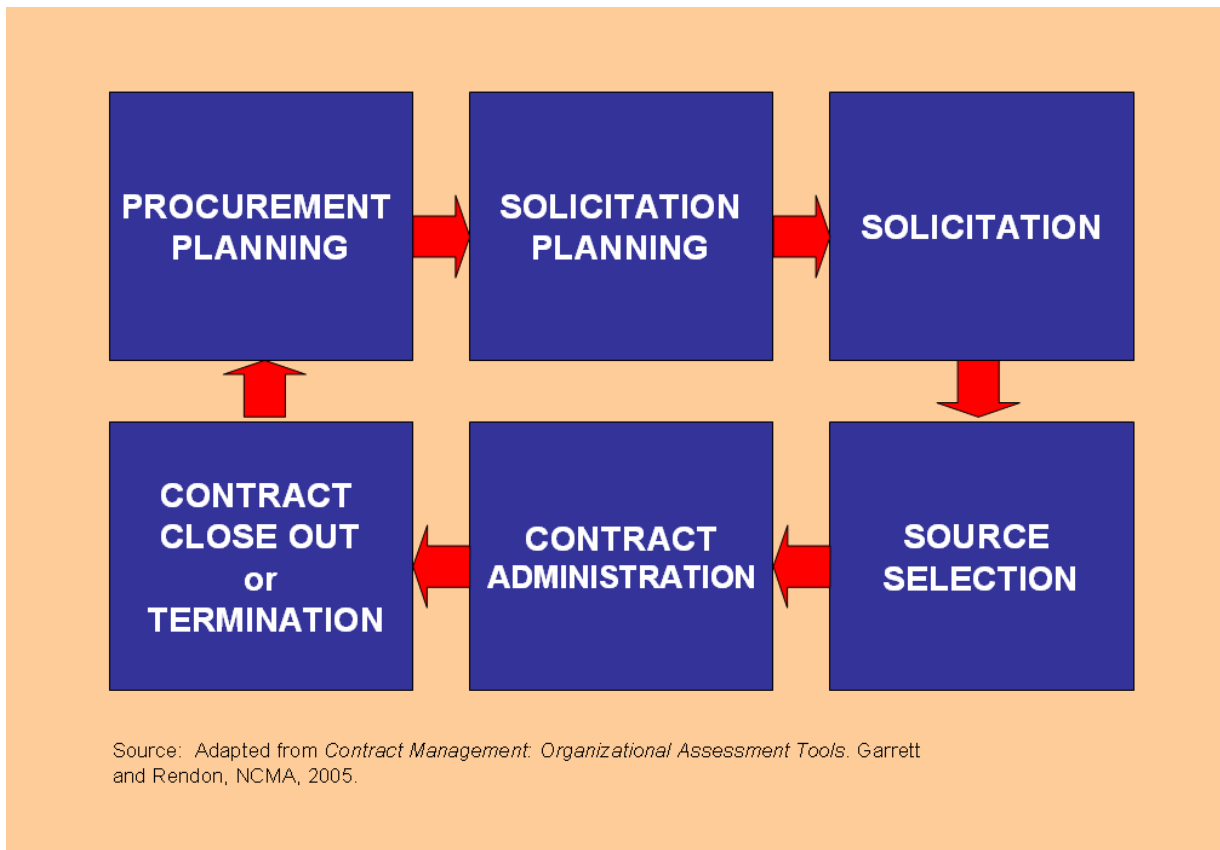 PROCUREMENT
PLANNING
SOLICITATION
PLANNING
SOLICITATION
SOURCE
SELECTION
CONTRACT
ADMINISTRATION
CONTRACT
CLOSE OUT
or
TERMINATION
Source:  Adapted from Contract Management: Organizational Assessment Tools. Garrett
and Rendon, NCMA, 2005.